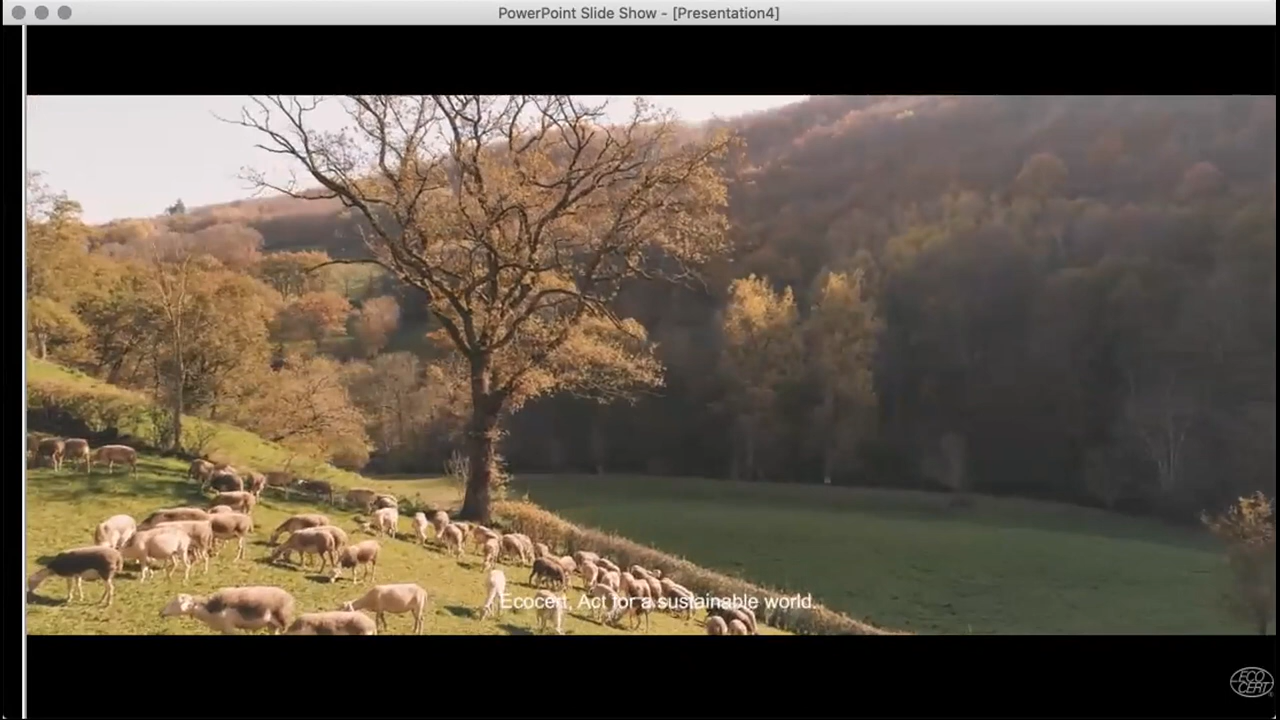 PowerPoint Slide Show - [Presentation4]
Ecocert, Act for a sustainable world.
ECO
CERT